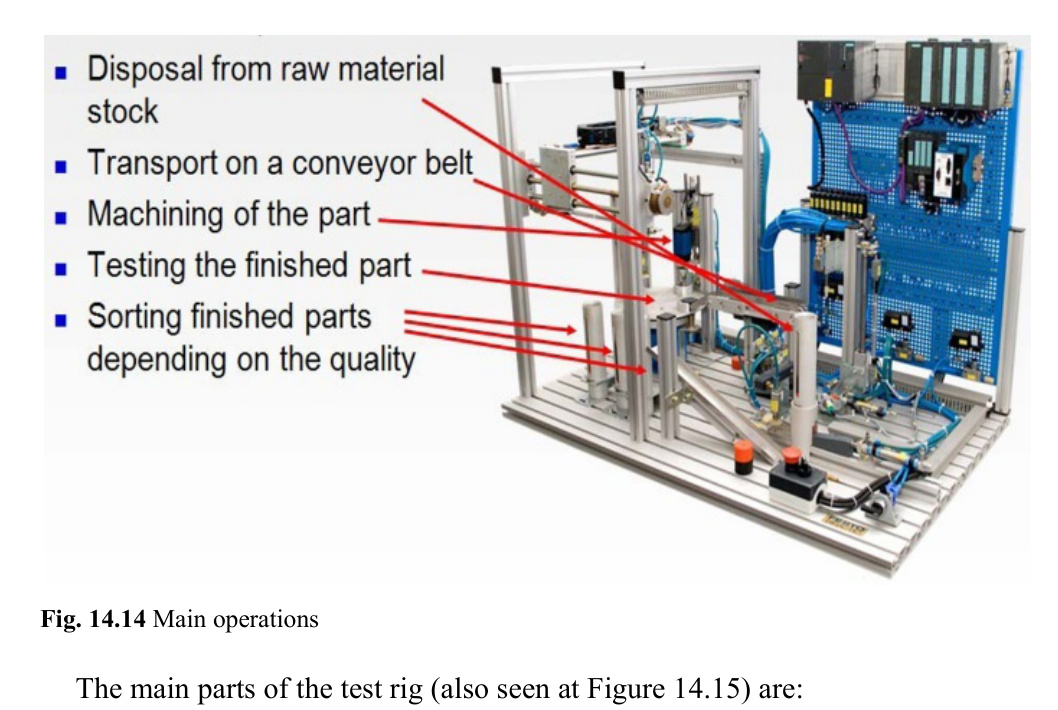 Disposal from raw material
stock
Transport on a conveyor belt
Machining of the part
Testing the finished part
Sorting finished parts
depending on the quality
FESTO
Fig. 14.14 Main operations
The main parts of the test rig (also seen at Figure 14.15) are: